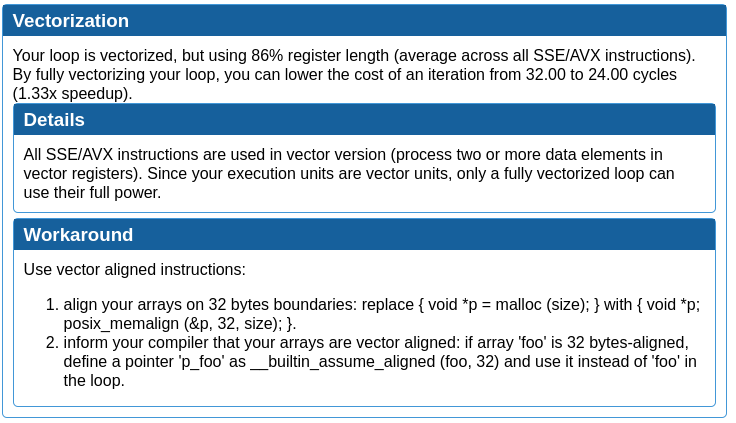 Vectorization
Your loop is vectorized, but using 86% register length (average across all SSE/AVX instructions).
By fully vectorizing your loop, you can lower the cost of an iteration from 32.00 to 24.00 cycles
(1.33x speedup).
Details
All SSE/AVX instructions are used in vector version (process two or more data elements in
vector registers). Since your execution units are vector units, only a fully vectorized loop can
use their full power.
Workaround
Use vector aligned instructions:
1. align your arrays on 32 bytes boundaries: replace { void *p = malloc (size); } with { void *p;
posix_memalign (&p, 32, size); }.
2. inform your compiler that your arrays are vector aligned: if array 'foo' is 32 bytes-aligned,
define a pointer 'p_foo' as __builtin_assume_aligned (foo, 32) and use it instead of 'foo' in
the loop.